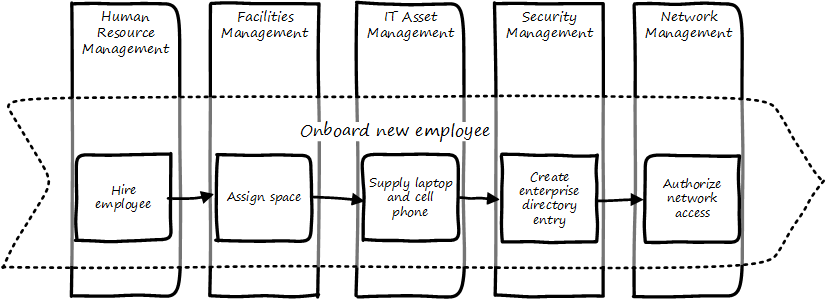 Human
Resource
Management
Facilities
Management
IT Asset
Management
Security
Management
Network
Management
Onboard new employee
Hire
employee
Assign space
Supply laptop
and cell
phone
Create
enterprise
directory
entry
Authorize
network
access